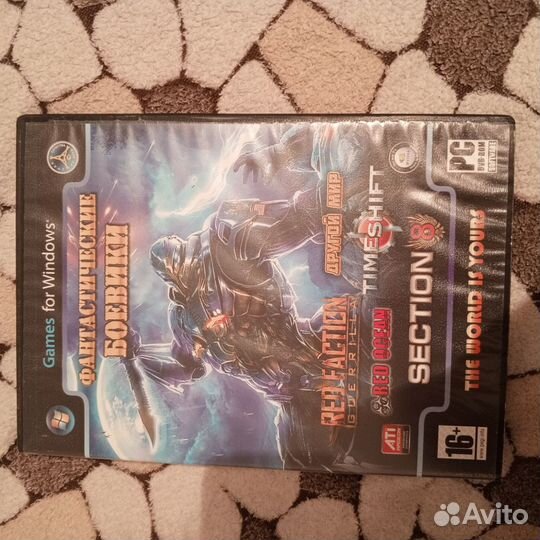 Games for Windows®
ФАНТАСТИЧЕСКИЕ
БОЕВИКИ
RED FACTION
GUERRILLA
ДРУГОЙ МИР
RED OCEAN
TIMESHIFT
SECTION 8
THE WORLD IS YOURS
PC
DVD-ROM
ATI
16+
Avito